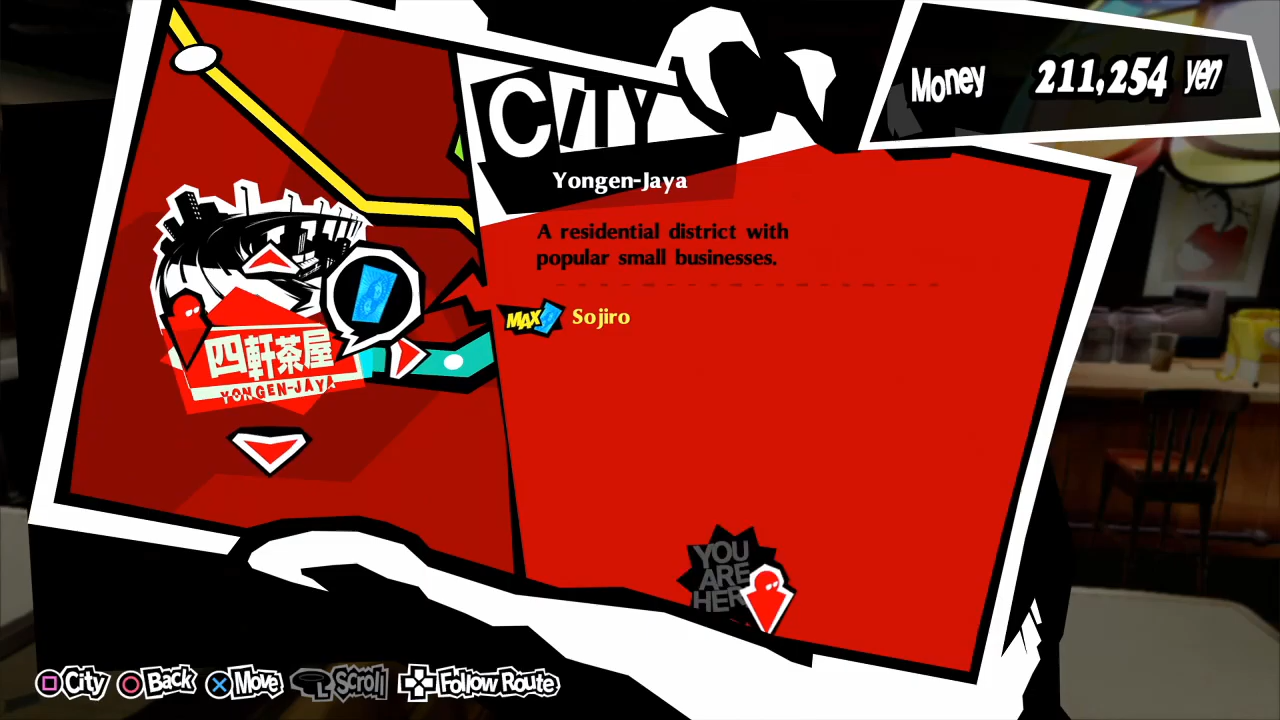 CITY
Money 211,254 yen
Yongen-Jaya
A residential district with
popular small businesses.
MAX Sojiro
四軒茶屋
YONGEN-JAYA
YOU
ARE
HERE
City Back Move L Scroll Follow Route